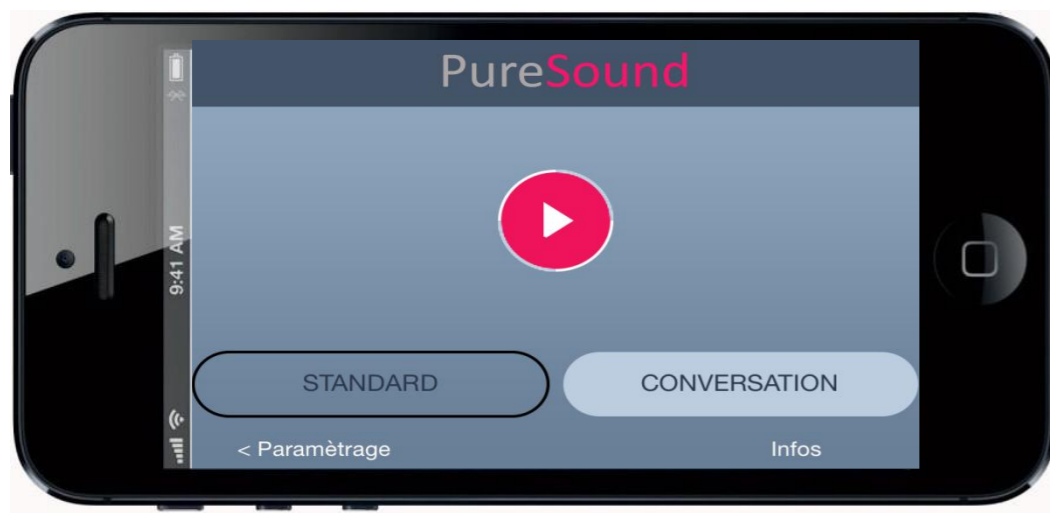 9:41 AM
PureSound
STANDARD
CONVERSATION
< Paramètrage
Infos